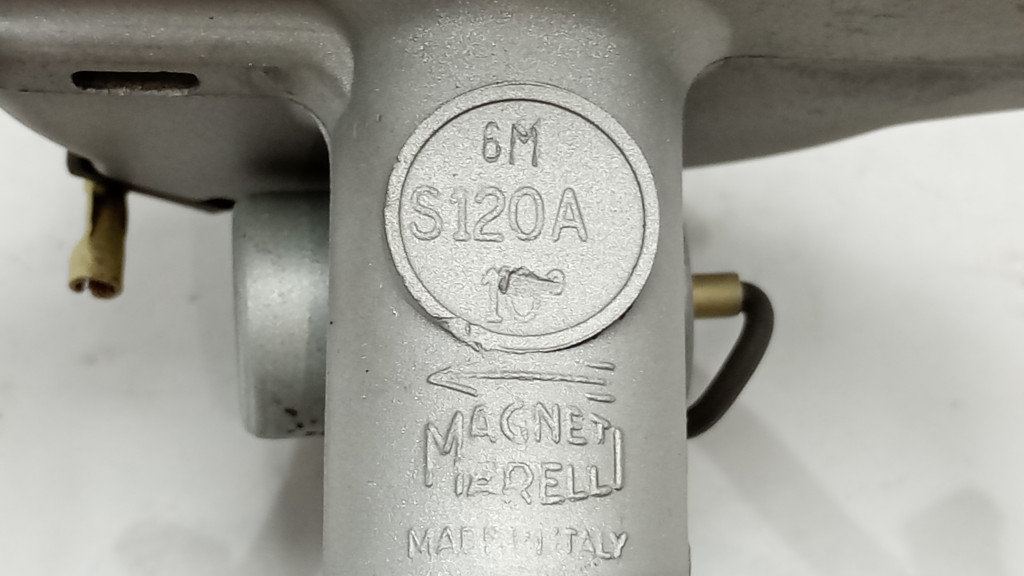 6M
S120A
MAGNETI
MARELLI
MADE IN ITALY